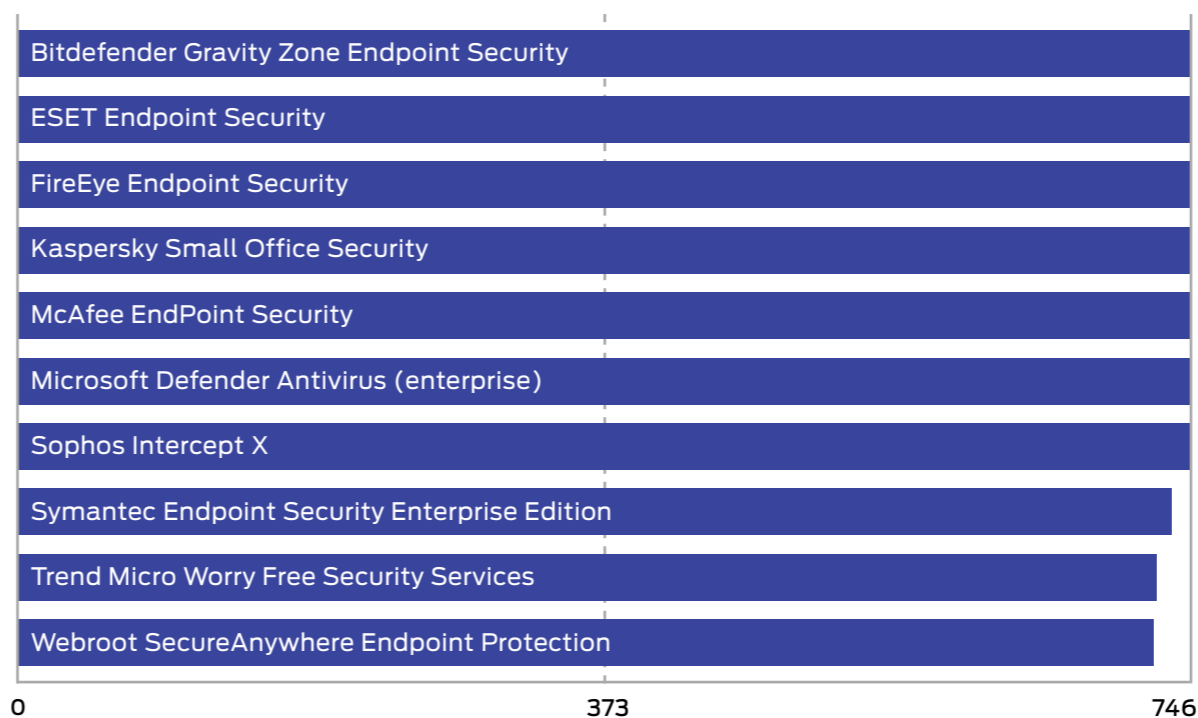 Bitdefender Gravity Zone Endpoint Security
ESET Endpoint Security
FireEye Endpoint Security
Kaspersky Small Office Security
McAfee EndPoint Security
Microsoft Defender Antivirus (enterprise)
Sophos Intercept X
Symantec Endpoint Security Enterprise Edition
Trend Micro Worry Free Security Services
Webroot SecureAnywhere Endpoint Protection
0 373 746